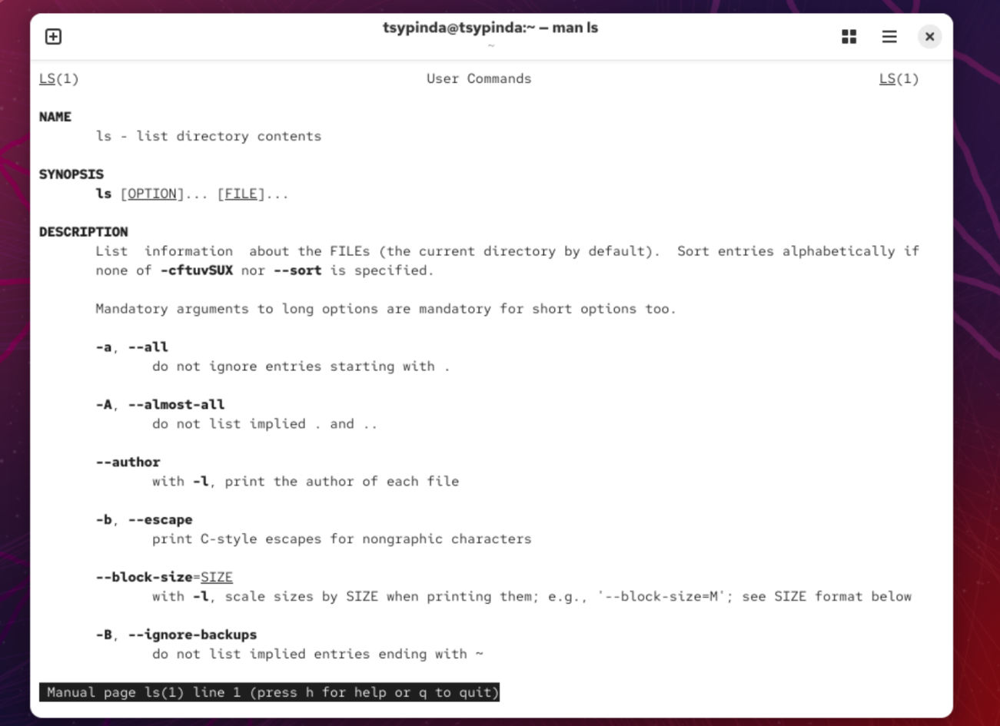 tsypinda@tsypinda:~ — man ls
~
LS(1) User Commands LS(1)
NAME
ls - list directory contents
SYNOPSIS
ls [OPTION]... [FILE]...
DESCRIPTION
List  information  about the FILEs (the current directory by default).  Sort entries alphabetically if
none of -cftuvSUX nor --sort is specified.
Mandatory arguments to long options are mandatory for short options too.
-a, --all
do not ignore entries starting with .
-A, --almost-all
do not list implied . and ..
--author
with -l, print the author of each file
-b, --escape
print C-style escapes for nongraphic characters
--block-size=SIZE
with -l, scale sizes by SIZE when printing them; e.g., '--block-size=M'; see SIZE format below
-B, --ignore-backups
do not list implied entries ending with ~
Manual page ls(1) line 1 (press h for help or q to quit)